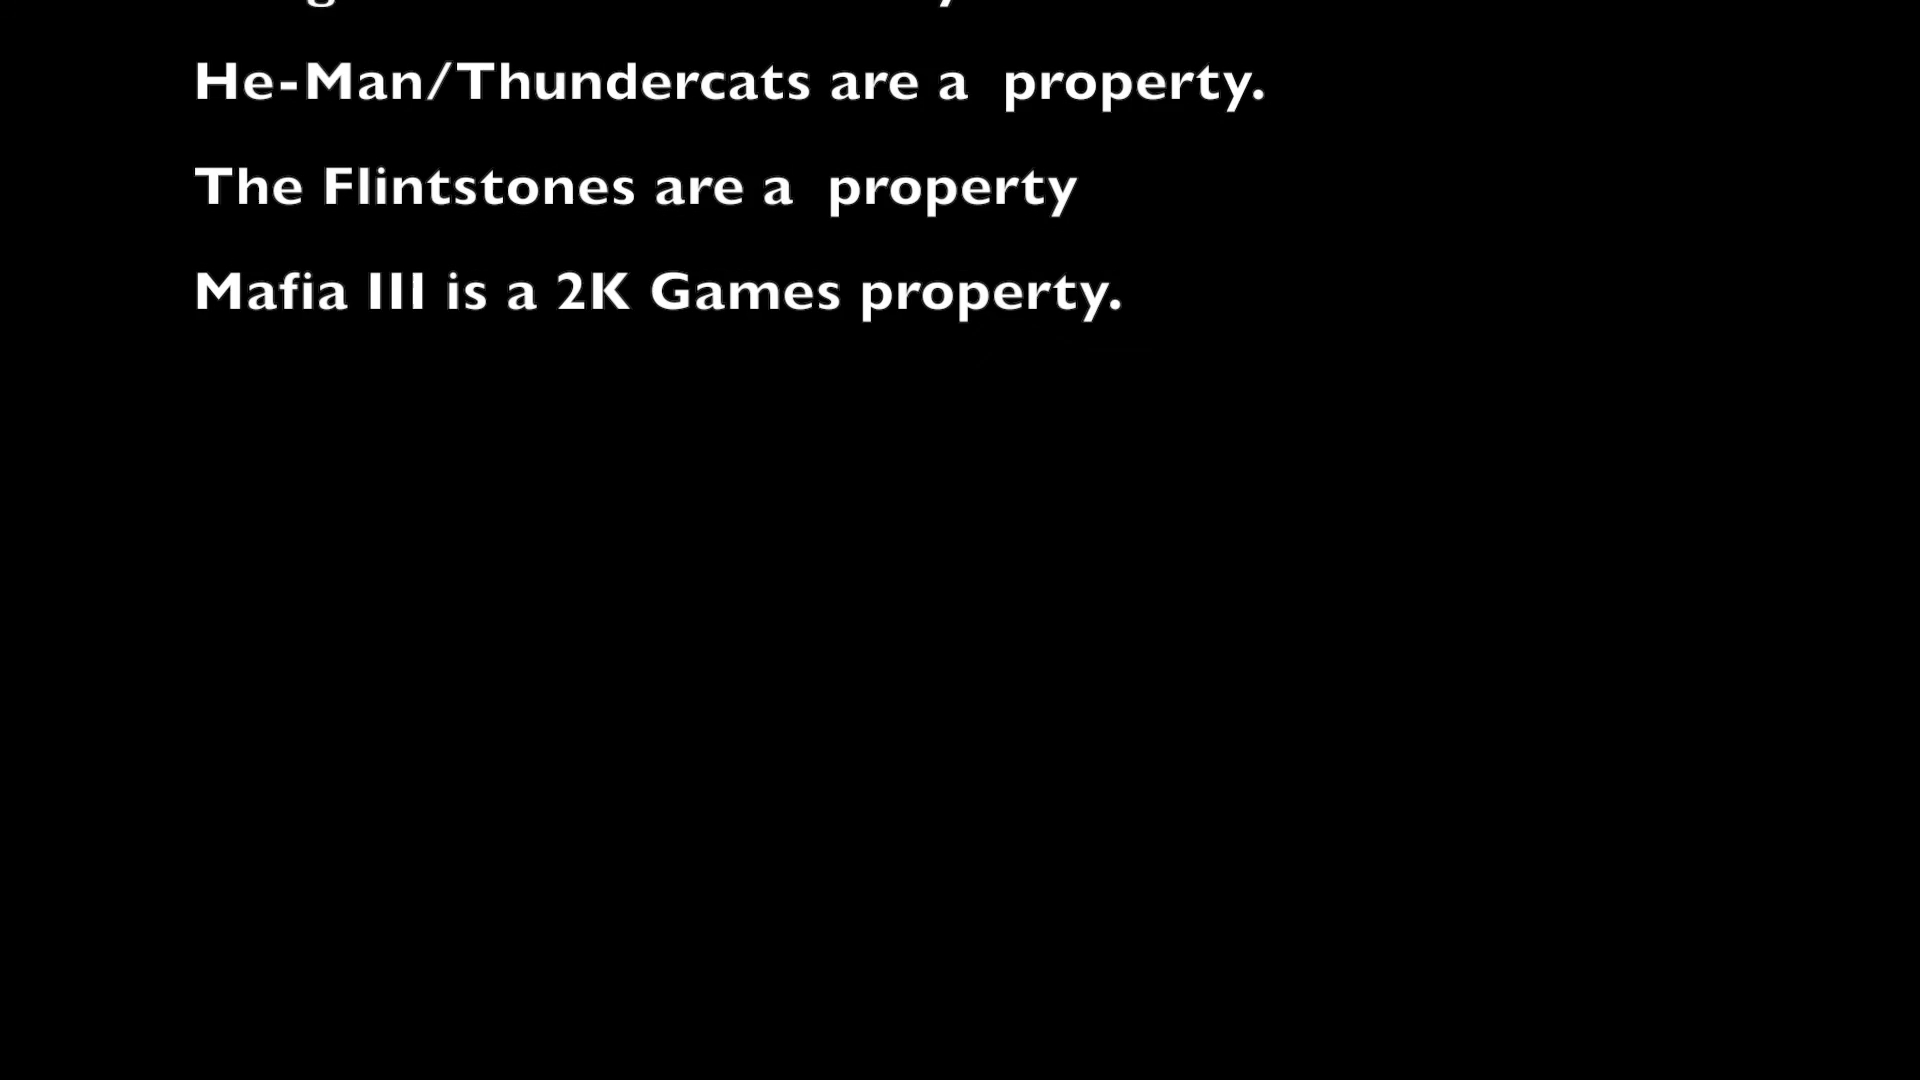 He-Man/Thundercats are a  property.
The Flintstones are a  property
Mafia III is a 2K Games property.